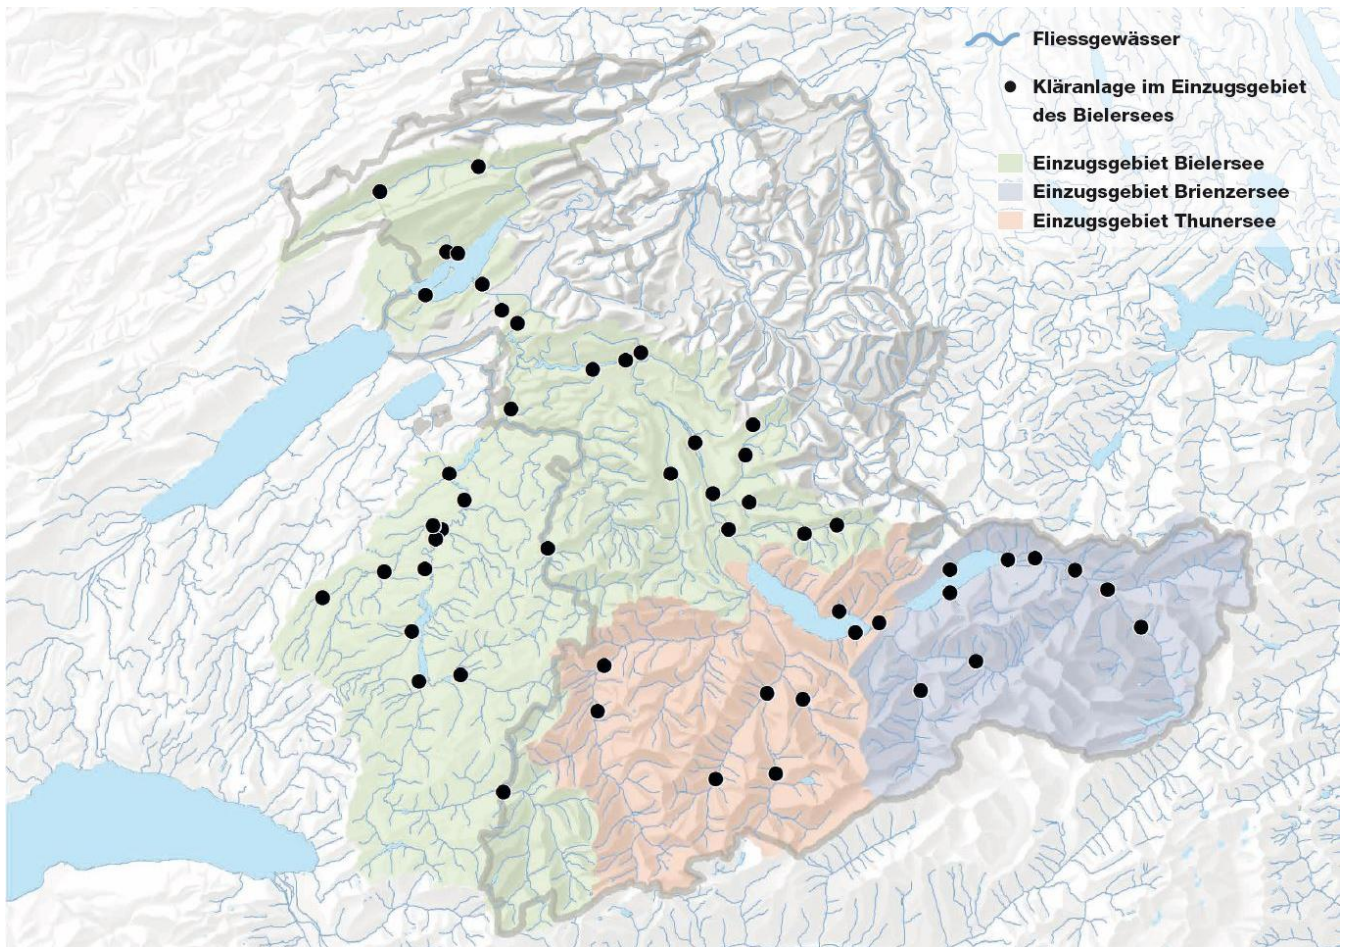 Fliessgewässer
Kläranlage im Einzugsgebiet
des Bielersees
Einzugsgebiet Bielersee
Einzugsgebiet Brienzersee
Einzugsgebiet Thunersee